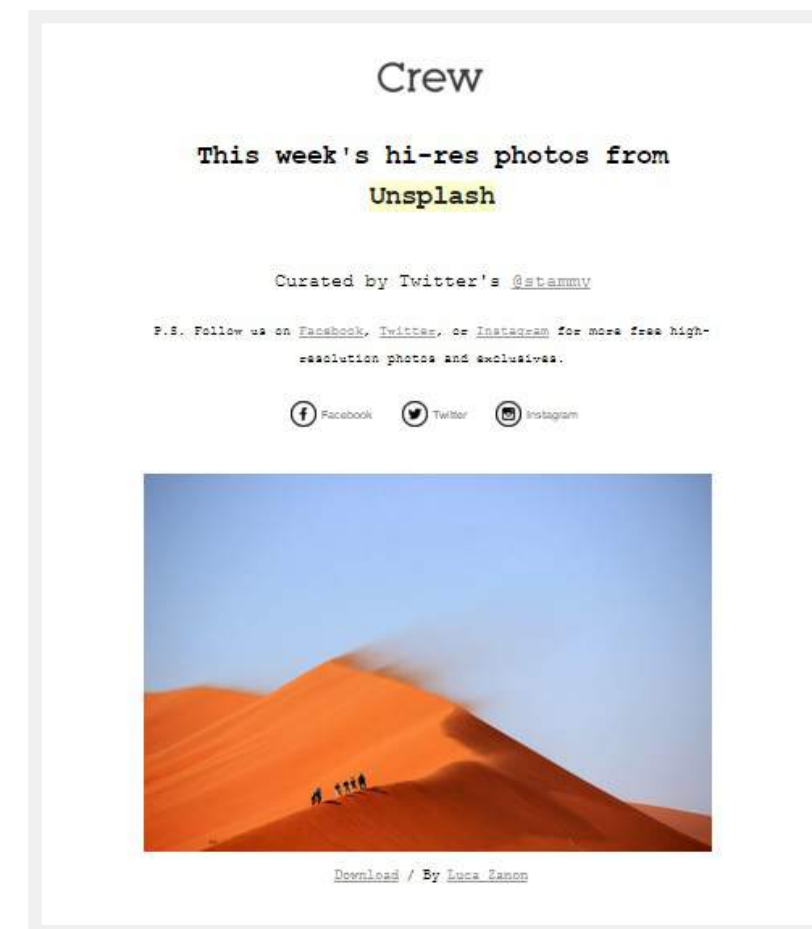 Crew
This week's hi-res photos from
Unsplash
Curated by Twitter's @stammy
P.S. Follow us on Facebook, Twitter, or Instagram for more free high-
resolution photos and exclusives.
Facebook Twitter Instagram
Download / By Luca Zanon